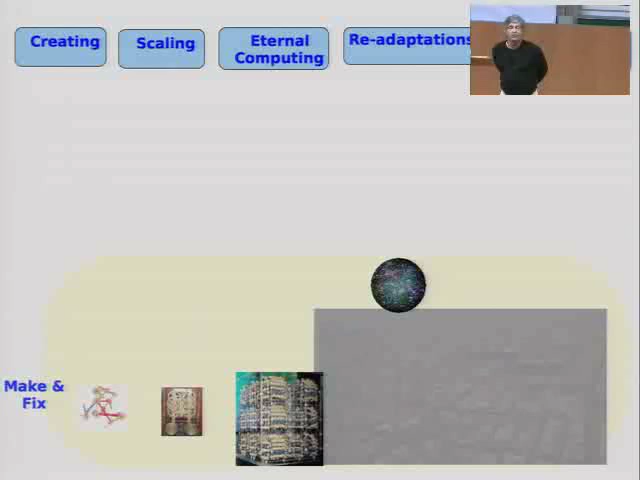 Creating
Scaling
Eternal
Computing
Re-adaptations
Make &
Fix